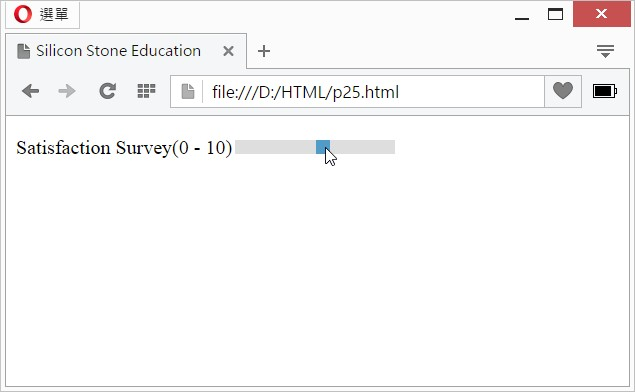 選單
Silicon Stone Education
file:///D:/HTML/p25.html
Satisfaction Survey(0 - 10)